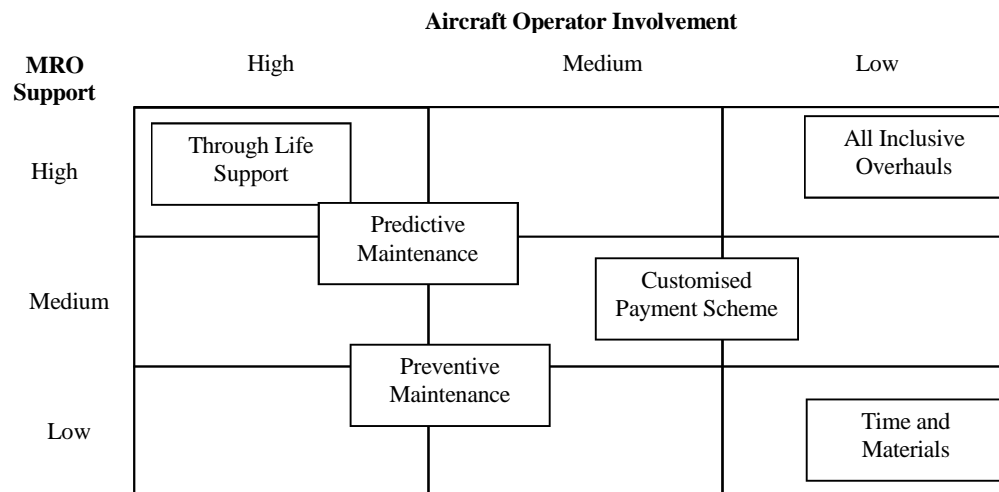 Aircraft Operator Involvement
MRO
Support
High Medium Low
High
Through Life
Support
All Inclusive
Overhauls
Predictive
Maintenance
Medium
Customised
Payment Scheme
Preventive
Maintenance
Low
Time and
Materials